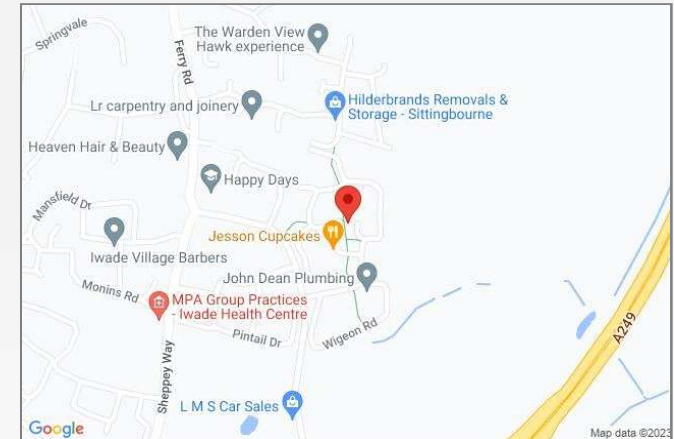 The Warden View
Hawk experience
Springvale
Ferry Rd
Lr carpentry and joinery
Hilderbrands Removals &
Storage - Sittingbourne
Heaven Hair & Beauty
Happy Days
Mansfield Dr
Jesson Cupcakes
Iwade Village Barbers
John Dean Plumbing
Monins Rd
MPA Group Practices
- Iwade Health Centre
Pintail Dr
Wigeon Rd
A249
Sheppey Way
L M S Car Sales
Google
Map data ©2023